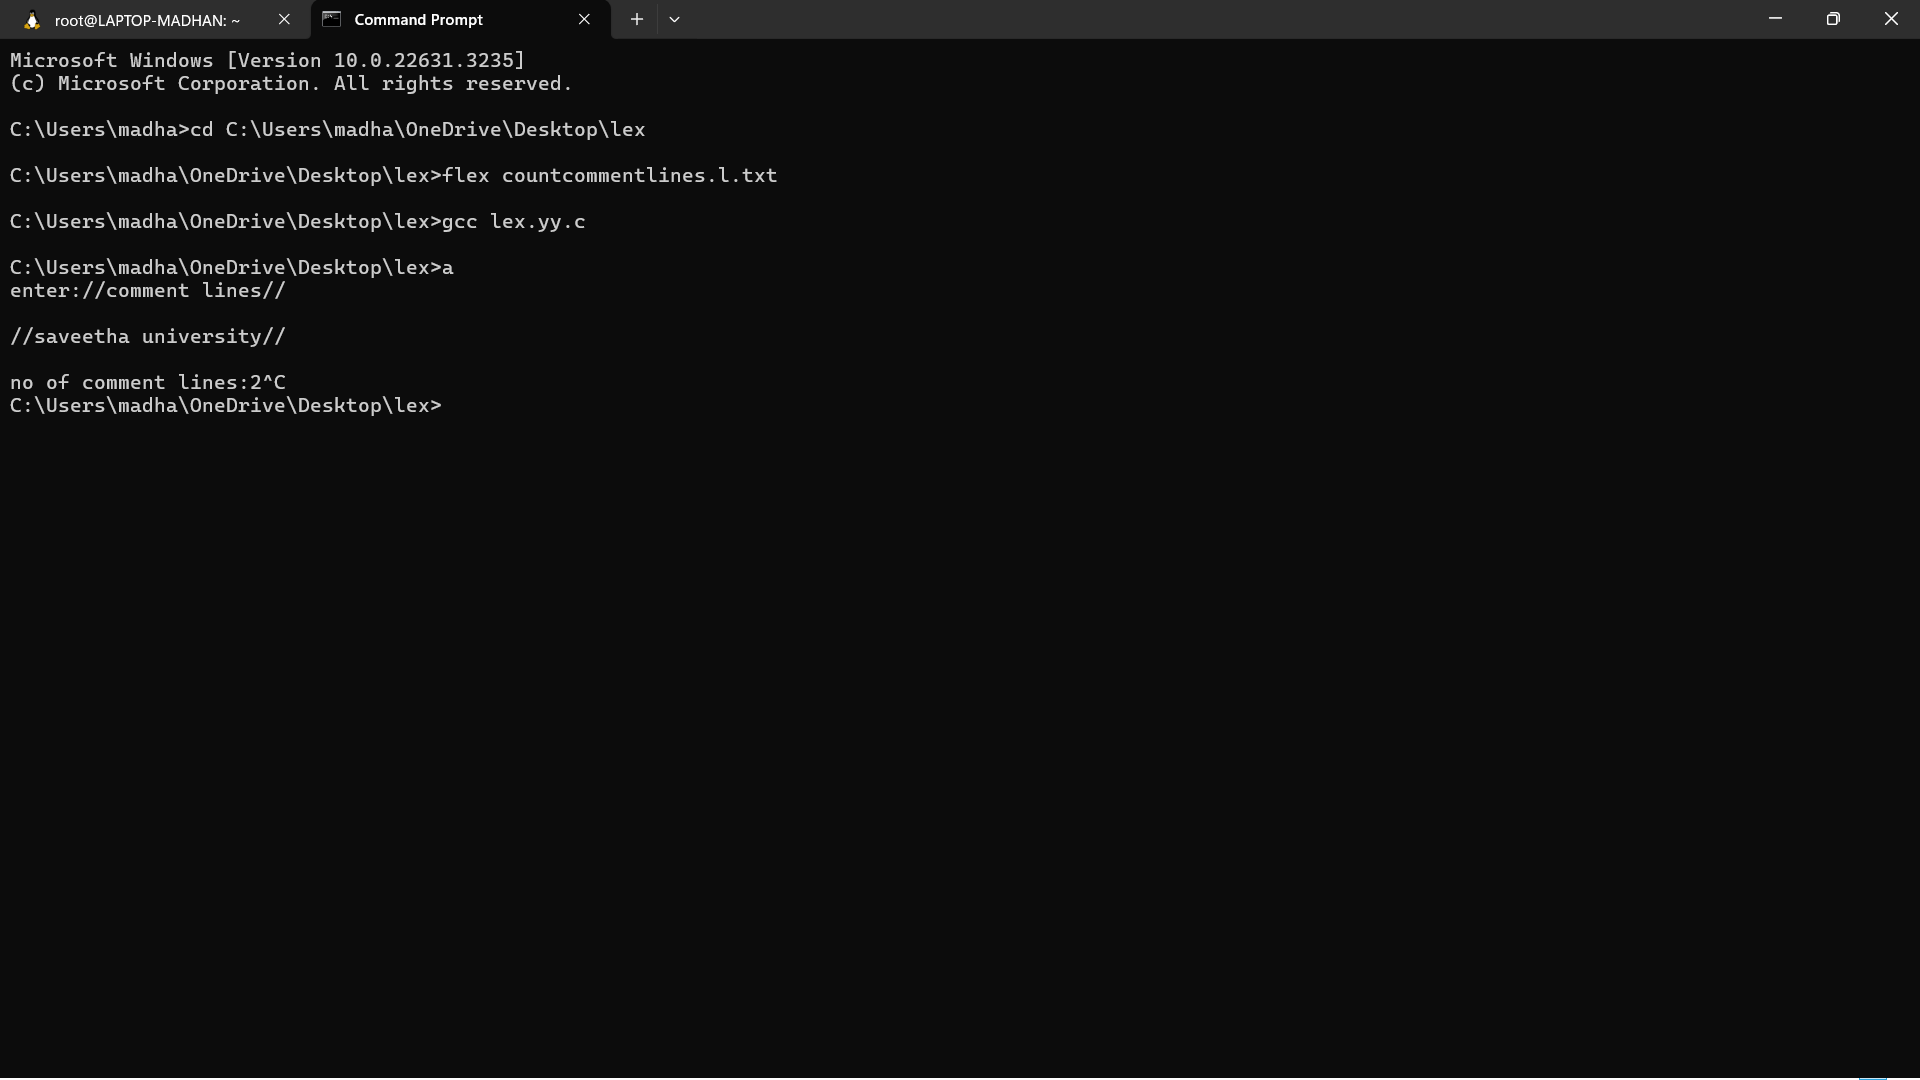 root@LAPTOP-MADHAN: ~
Command Prompt
Microsoft Windows [Version 10.0.22631.3235]
(c) Microsoft Corporation. All rights reserved.
C:\Users\madha>cd C:\Users\madha\OneDrive\Desktop\lex
C:\Users\madha\OneDrive\Desktop\lex>flex countcommentlines.l.txt
C:\Users\madha\OneDrive\Desktop\lex>gcc lex.yy.c
C:\Users\madha\OneDrive\Desktop\lex>a
enter://comment lines//
//saveetha university//
no of comment lines:2^C
C:\Users\madha\OneDrive\Desktop\lex>